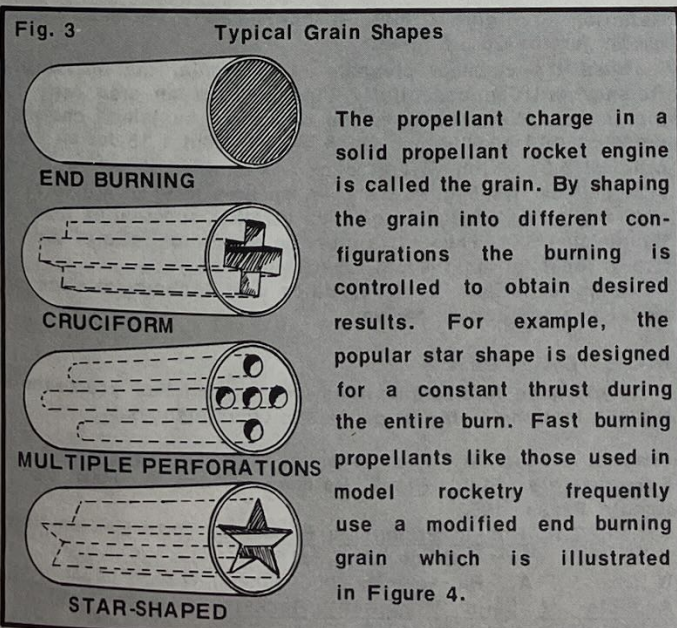 Fig. 3
Typical Grain Shapes
END BURNING
CRUCIFORM
MULTIPLE PERFORATIONS
STAR-SHAPED
The propellant charge in a
solid propellant rocket engine
is called the grain. By shaping
the grain into different con-
figurations the burning is
controlled to obtain desired
results. For example, the
popular star shape is designed
for a constant thrust during
the entire burn. Fast burning
propellants like those used in
model rocketry frequently
use a modified end burning
grain which is illustrated
in Figure 4.